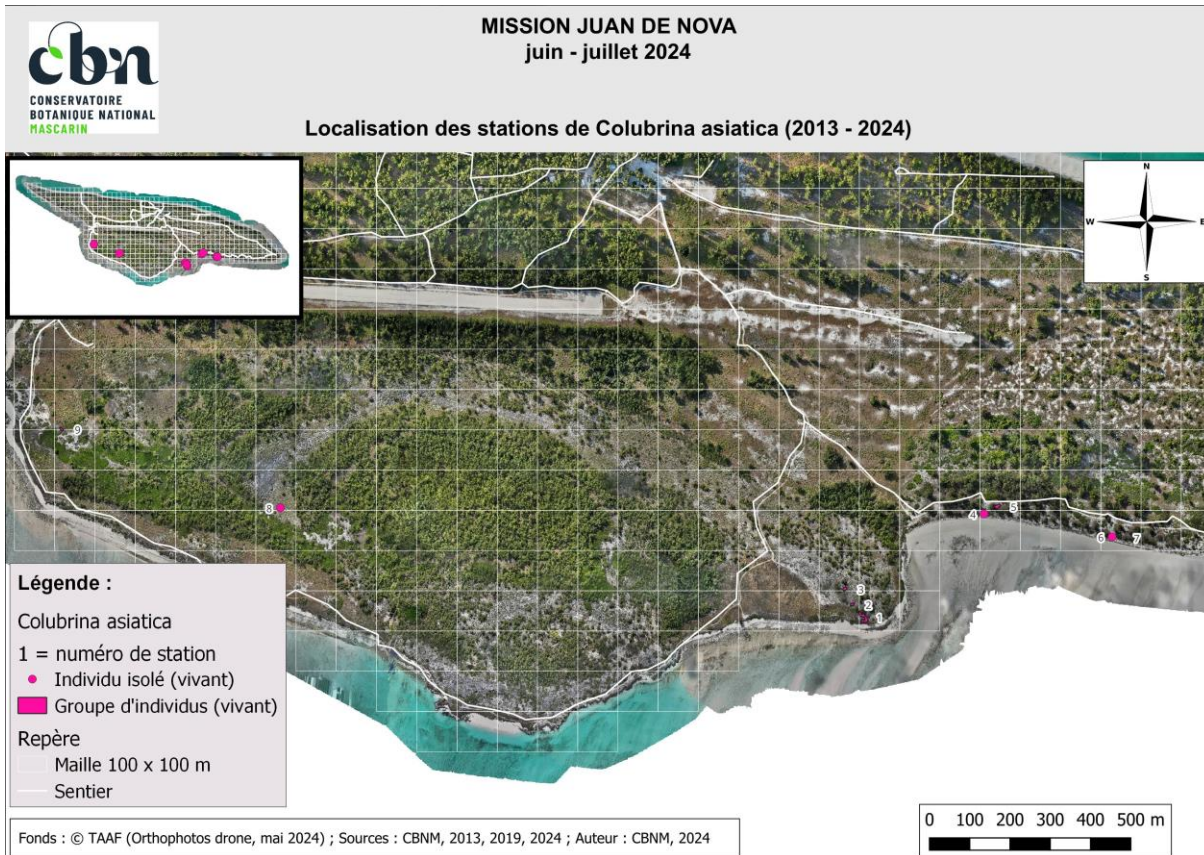 MISSION JUAN DE NOVA
juin - juillet 2024
cbn
CONSERVATOIRE
BOTANIQUE NATIONAL
MASCARIN
Localisation des stations de Colubrina asiatica (2013 - 2024)
N
W
E
S
9
8
4
5
6
7
3
2
1
Légende :
Colubrina asiatica
1 = numéro de station
Individu isolé (vivant)
Groupe d'individus (vivant)
Repère
Maille 100 x 100 m
Sentier
Fonds : © TAAF (Orthophotos drone, mai 2024) ; Sources : CBNM, 2013, 2019, 2024 ; Auteur : CBNM, 2024
0 100 200 300 400 500 m